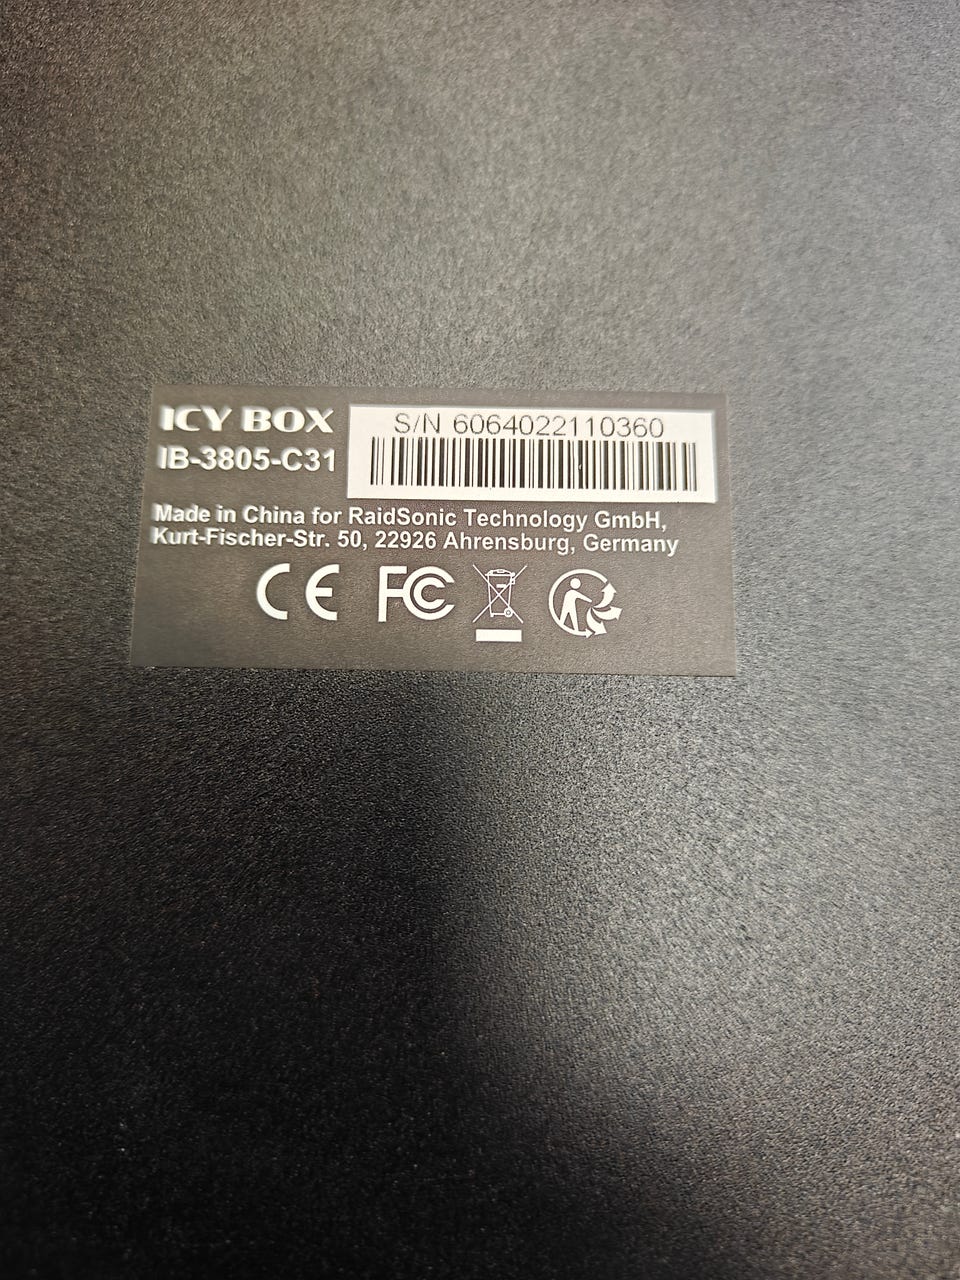 ICY BOX
IB-3805-C31
S/N 6064022110360
Made in China for RaidSonic Technology GmbH,
Kurt-Fischer-Str. 50, 22926 Ahrensburg, Germany
CE FC